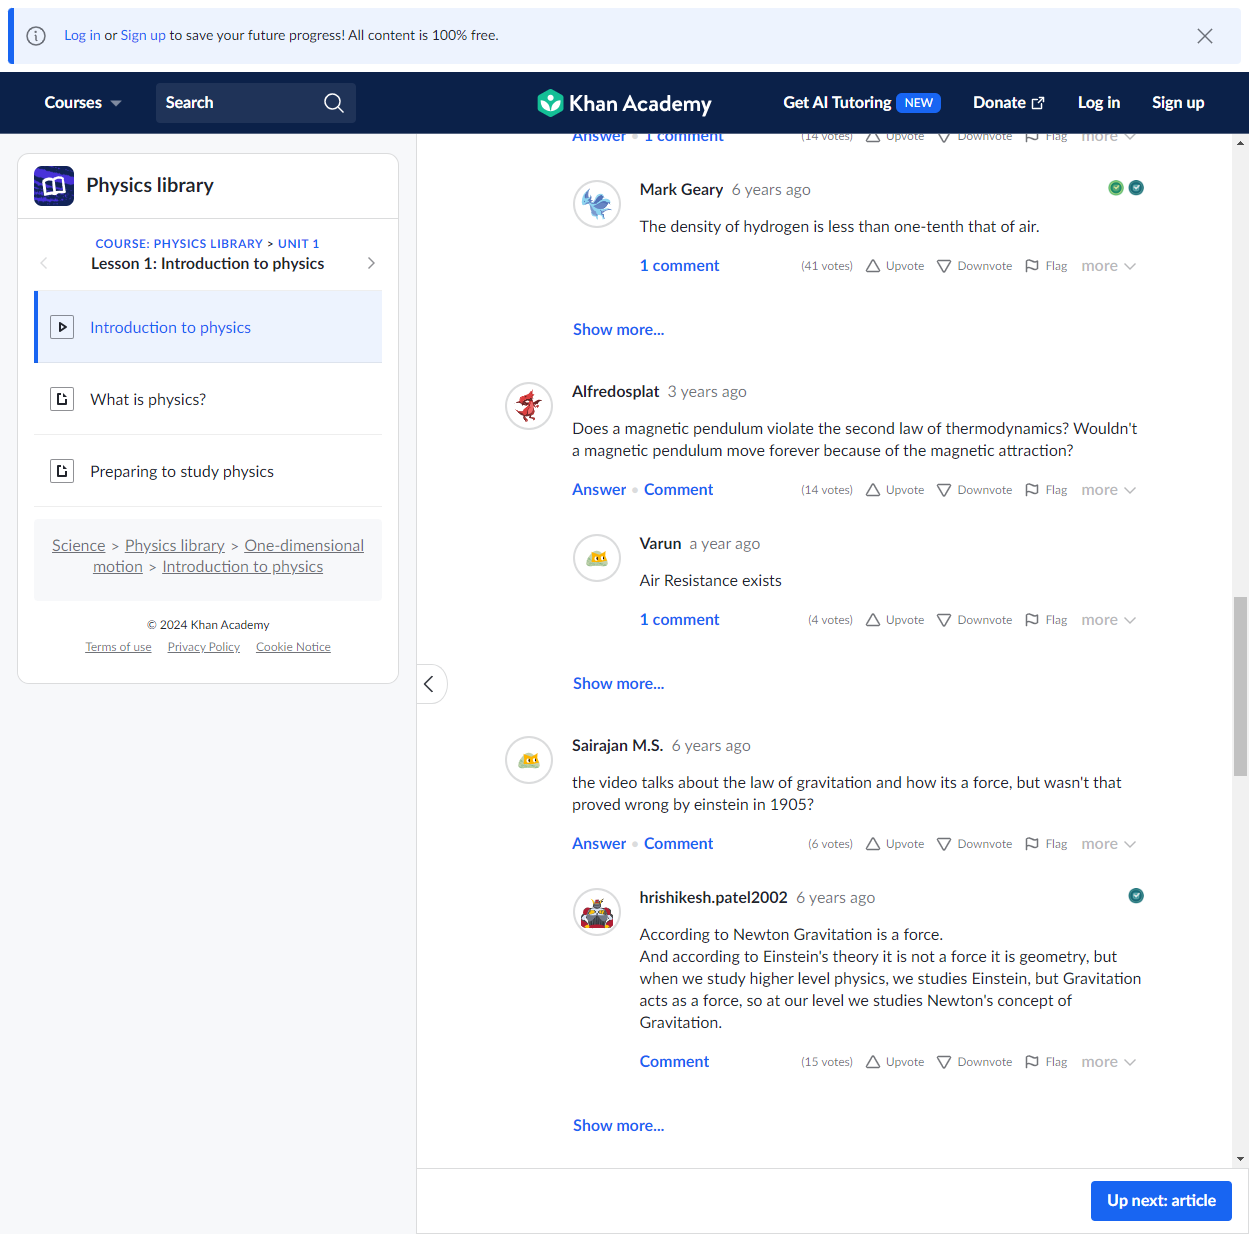 Log in or Sign up to save your future progress! All content is 100% free.
Courses
Search
Khan Academy
Get AI Tutoring NEW
Donate
Log in
Sign up
Physics library
COURSE: PHYSICS LIBRARY > UNIT 1
Lesson 1: Introduction to physics
Introduction to physics
What is physics?
Preparing to study physics
Science > Physics library > One-dimensional
motion > Introduction to physics
© 2024 Khan Academy
Terms of use Privacy Policy Cookie Notice
Answer • 1 comment (14 votes) Upvote Downvote Flag more
Mark Geary 6 years ago
The density of hydrogen is less than one-tenth that of air.
1 comment (41 votes) Upvote Downvote Flag more
Show more...
Alfredosplat 3 years ago
Does a magnetic pendulum violate the second law of thermodynamics? Wouldn't
a magnetic pendulum move forever because of the magnetic attraction?
Answer • Comment (14 votes) Upvote Downvote Flag more
Varun a year ago
Air Resistance exists
1 comment (4 votes) Upvote Downvote Flag more
Show more...
Sairajan M.S. 6 years ago
the video talks about the law of gravitation and how its a force, but wasn't that
proved wrong by einstein in 1905?
Answer • Comment (6 votes) Upvote Downvote Flag more
hrishikesh.patel2002 6 years ago
According to Newton Gravitation is a force.
And according to Einstein's theory it is not a force it is geometry, but
when we study higher level physics, we studies Einstein, but Gravitation
acts as a force, so at our level we studies Newton's concept of
Gravitation.
Comment (15 votes) Upvote Downvote Flag more
Show more...
Up next: article